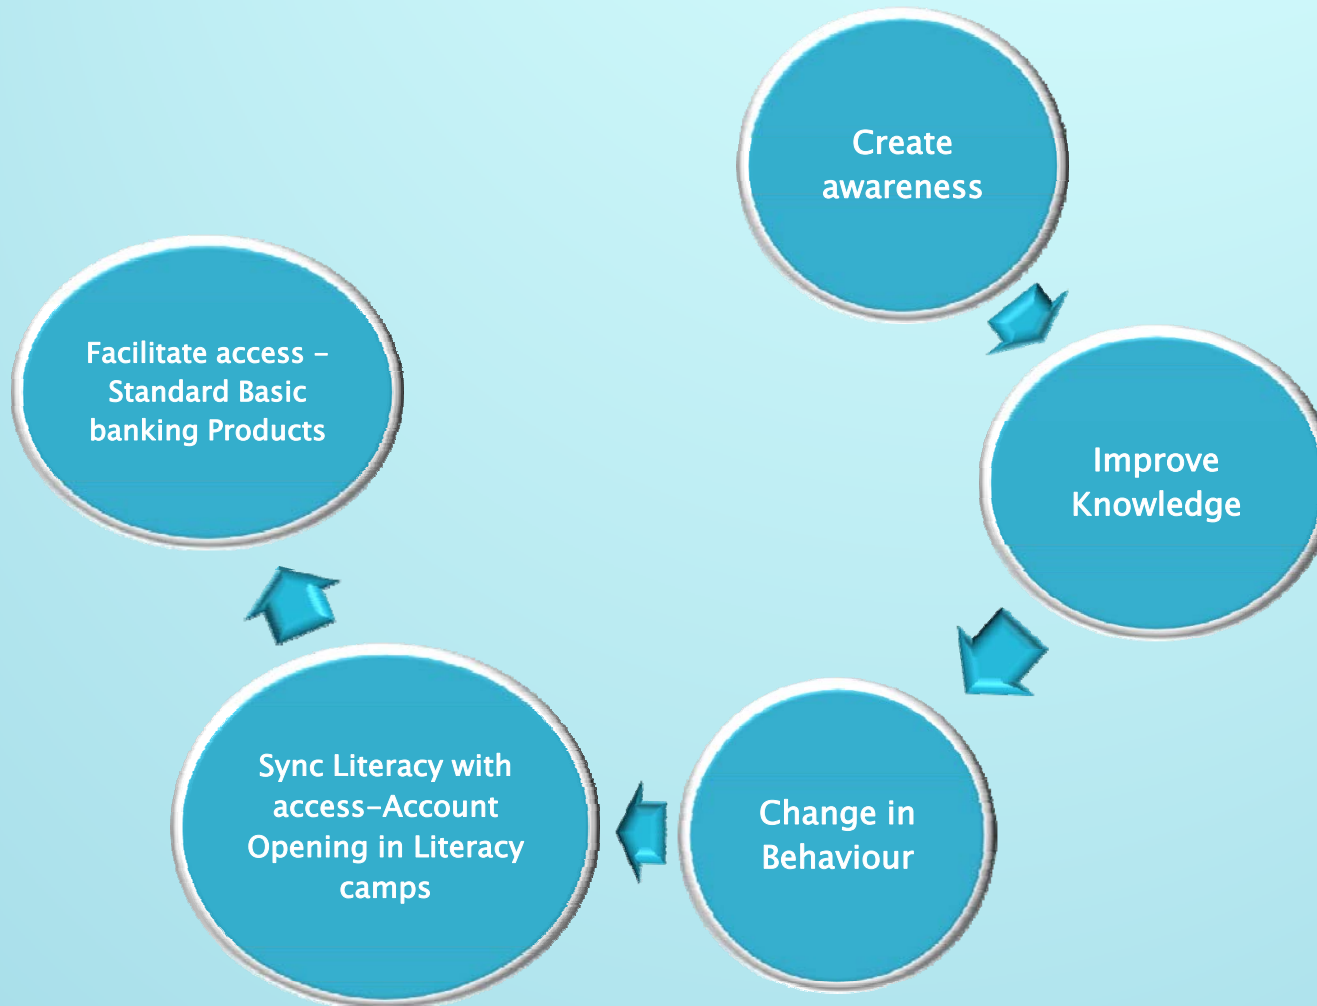 Create
awareness
Improve
Knowledge
Change in
Behaviour
Sync Literacy with
access-Account
Opening in Literacy
camps
Facilitate access –
Standard Basic
banking Products